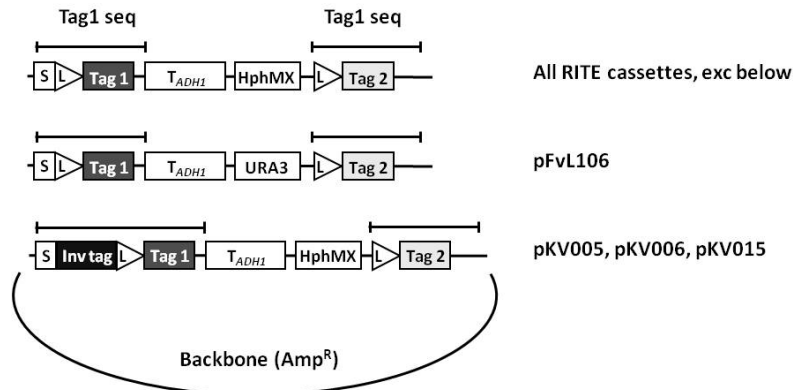 Tag1 seq Tag1 seq
S L Tag 1 TADH1 HphMX L Tag 2 All RITE cassettes, exc below
S L Tag 1 TADH1 URA3 L Tag 2 pFvL106
S Inv tag L Tag 1 TADH1 HphMX L Tag 2 pKV005, pKV006, pKV015
Backbone (AmpR)